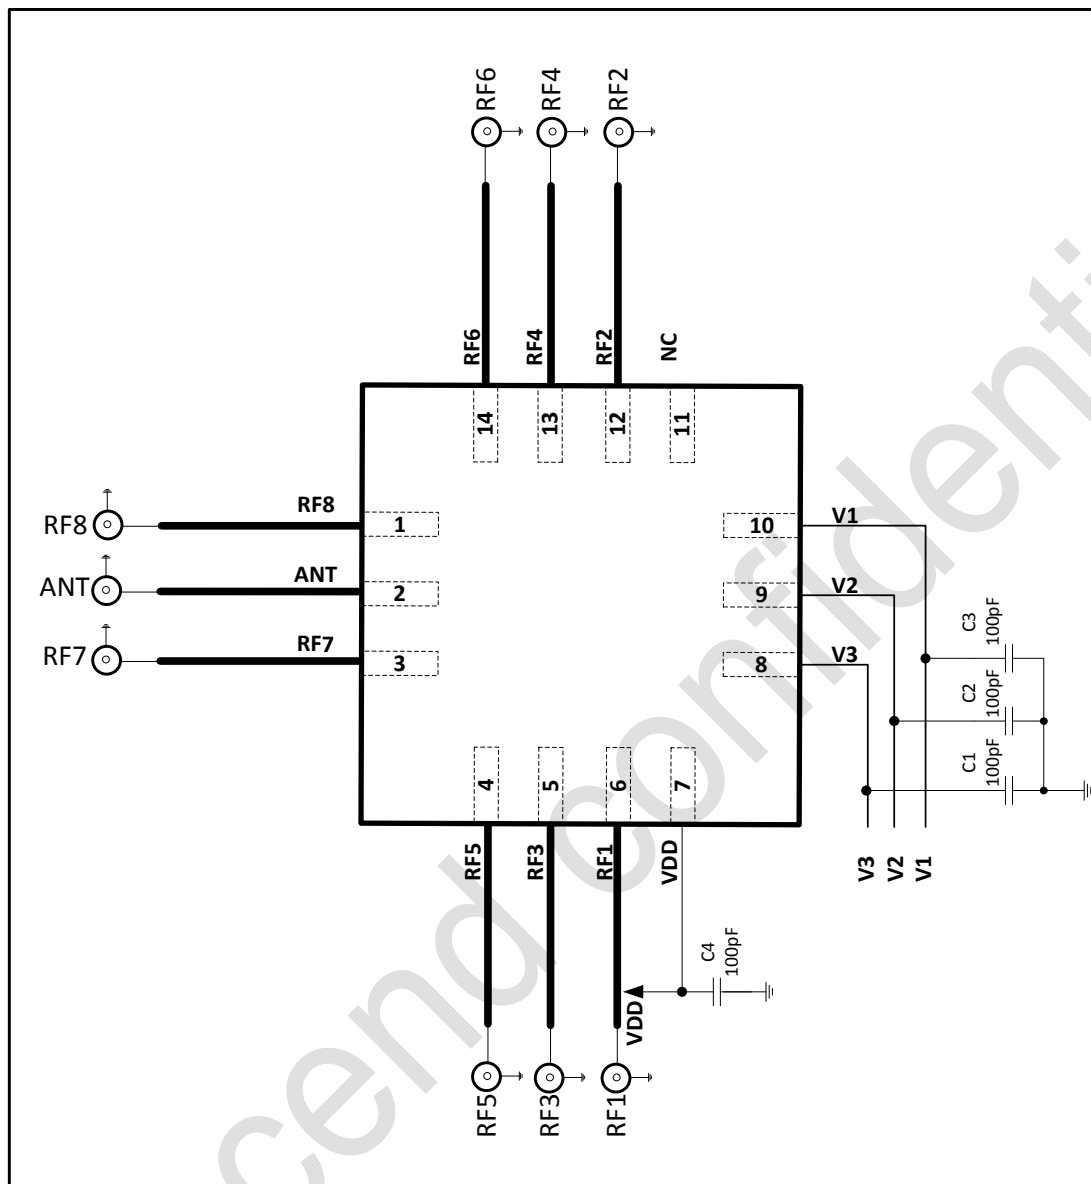 RF6
RF4
RF2
RF6
RF4
RF2
NC
14
13
12
11
RF8
RF8
1
10
V1
ANT
ANT
2
9
V2
RF7
RF7
3
8
V3
C3
100pF
C2
100pF
C1
100pF
4
5
6
7
RF5
RF3
RF1
VDD
V3
V2
V1
C4
100pF
VDD
RF5
RF3
RF1
cend confidenti